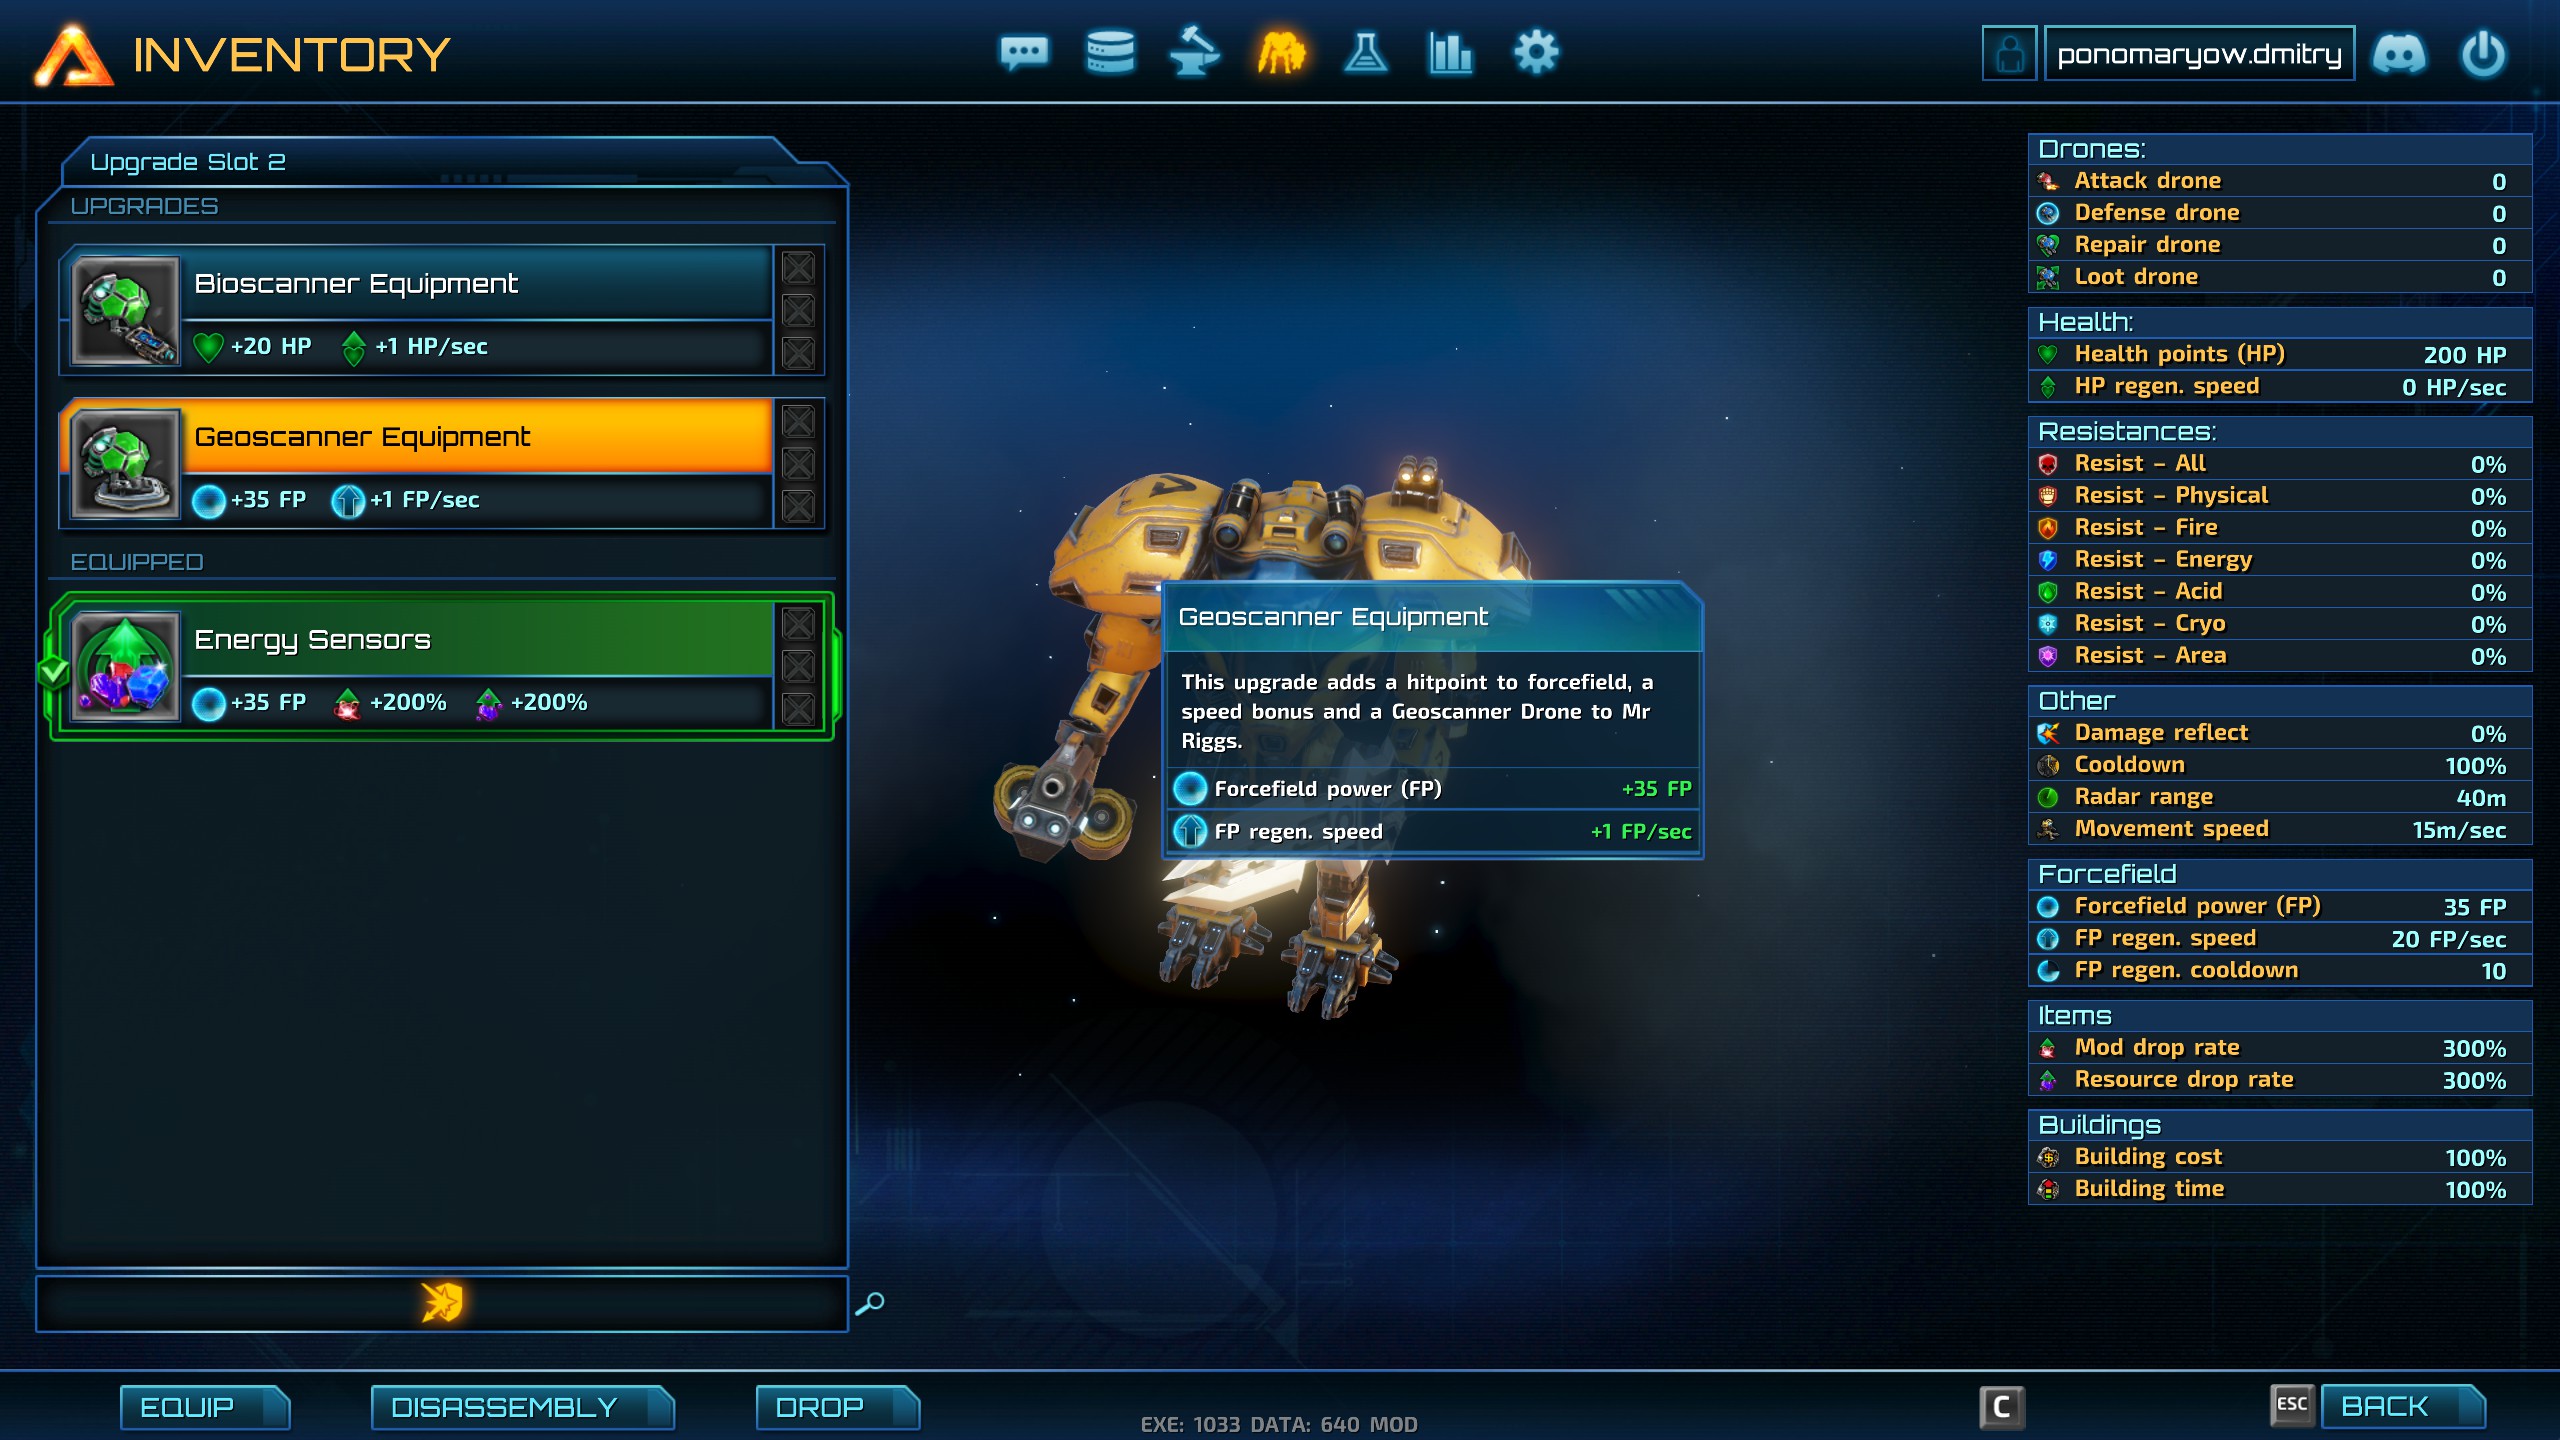 INVENTORY
ponomaryow.dmitry
Upgrade Slot 2
UPGRADES
Bioscanner Equipment
+20 HP +1 HP/sec
Geoscanner Equipment
+35 FP +1 FP/sec
EQUIPPED
Energy Sensors
+35 FP +200% +200%
Geoscanner Equipment
This upgrade adds a hitpoint to forcefield, a
speed bonus and a Geoscanner Drone to Mr
Riggs.
Forcefield power (FP) +35 FP
FP regen. speed +1 FP/sec
Drones:
Attack drone 0
Defense drone 0
Repair drone 0
Loot drone 0
Health:
Health points (HP) 200 HP
HP regen. speed 0 HP/sec
Resistances:
Resist – All 0%
Resist – Physical 0%
Resist – Fire 0%
Resist – Energy 0%
Resist – Acid 0%
Resist – Cryo 0%
Resist – Area 0%
Other
Damage reflect 0%
Cooldown 100%
Radar range 40m
Movement speed 15m/sec
Forcefield
Forcefield power (FP) 35 FP
FP regen. speed 20 FP/sec
FP regen. cooldown 10
Items
Mod drop rate 300%
Resource drop rate 300%
Buildings
Building cost 100%
Building time 100%
EQUIP DISASSEMBLY DROP
EXE: 1033 DATA: 640 MOD
C ESC BACK